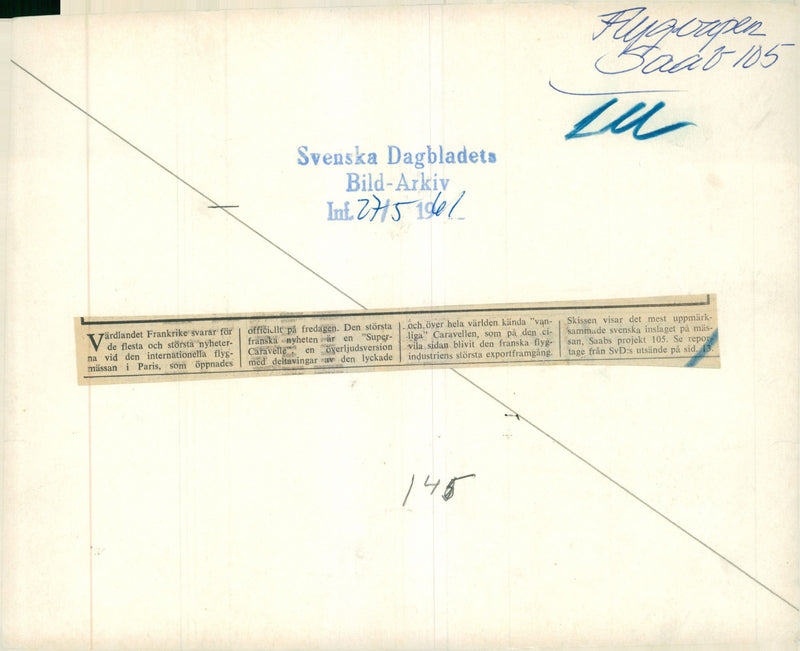 Flygvapen
Saab 105
Svenska Dagbladets
Bild-Arkiv
Inf. 27/5 1961
Värdlandet Frankrike svarar för
de flesta och största nyheter-
na vid den internationella flyg-
mässan i Paris, som öppnades
officiellt på fredagen. Den största
franska nyheten är en "Super-
Caravelle", en överljudsversion
med deltavingar av den lyckade
och över hela världen kända "van-
liga" Caravellen, som på den ci-
vila sidan blivit den franska flyg-
industriens största exportframgång.
Skissen visar det mest uppmärk-
sammade svenska inslaget på mäs-
san, Saabs projekt 105. Se repor-
tage från SvD:s utsände på sid. 13.
145